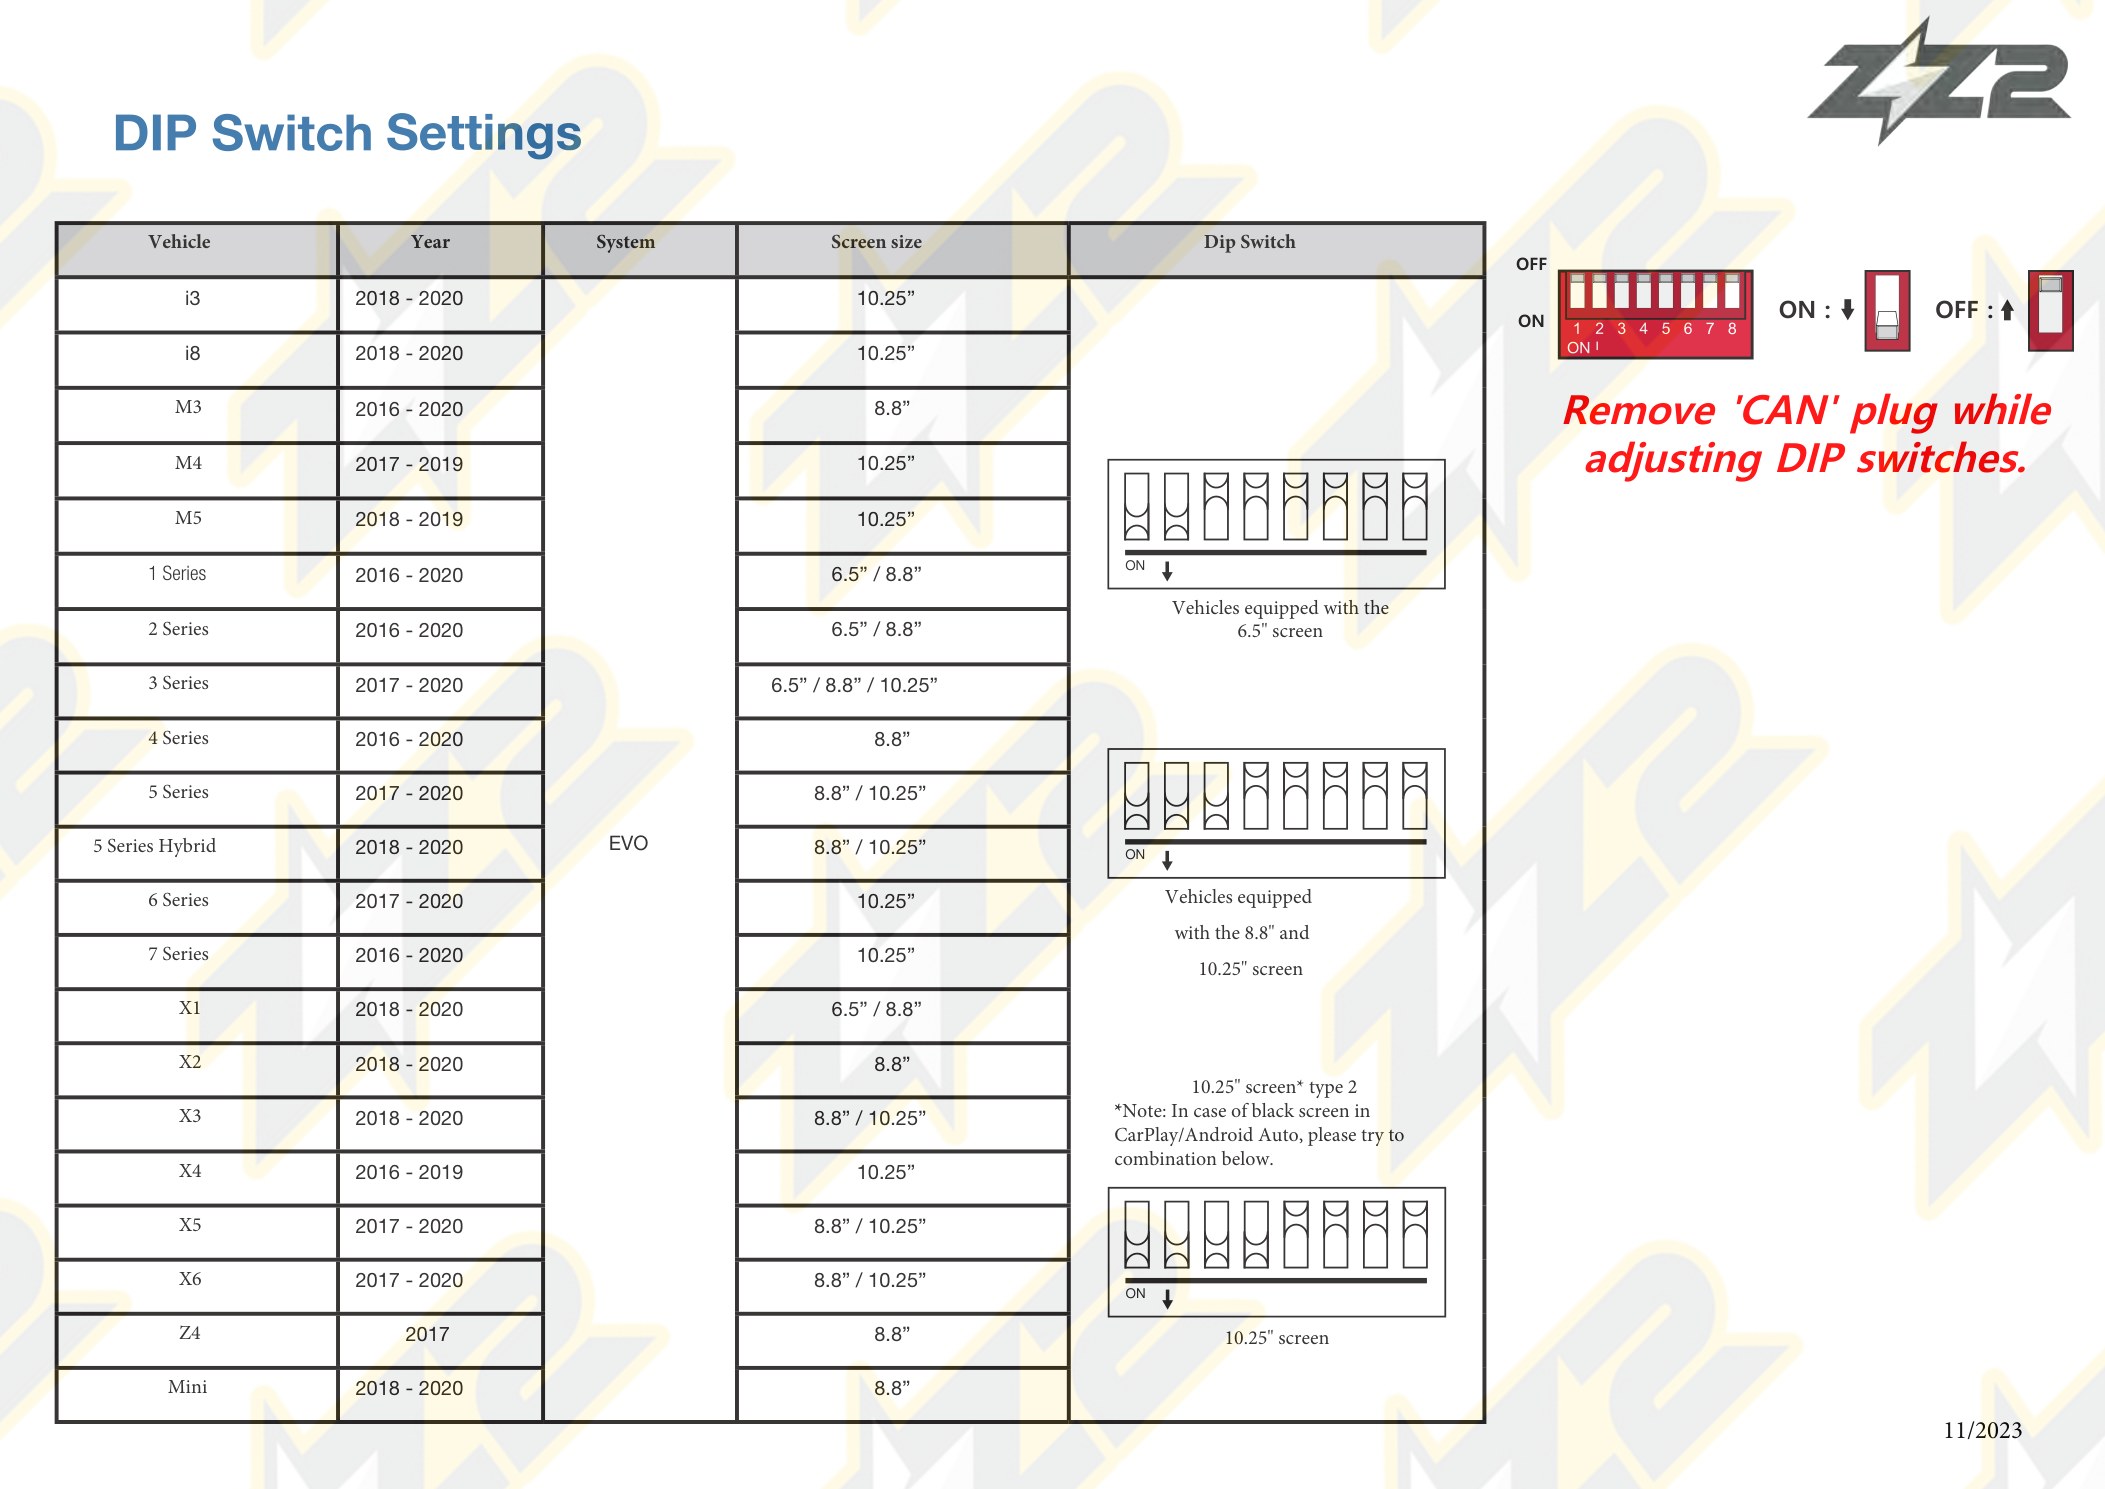 ZZ2
DIP Switch Settings
Vehicle Year System Screen size Dip Switch
i3 2018 - 2020 10.25”
i8 2018 - 2020 10.25”
M3 2016 - 2020 8.8”
M4 2017 - 2019 10.25”
M5 2018 - 2019 10.25”
1 Series 2016 - 2020 6.5” / 8.8”
2 Series 2016 - 2020 6.5” / 8.8”
3 Series 2017 - 2020 6.5” / 8.8” / 10.25”
4 Series 2016 - 2020 8.8”
5 Series 2017 - 2020 8.8” / 10.25”
5 Series Hybrid 2018 - 2020 8.8” / 10.25”
6 Series 2017 - 2020 10.25”
7 Series 2016 - 2020 10.25”
X1 2018 - 2020 6.5” / 8.8”
X2 2018 - 2020 8.8”
X3 2018 - 2020 8.8” / 10.25”
X4 2016 - 2019 10.25”
X5 2017 - 2020 8.8” / 10.25”
X6 2017 - 2020 8.8” / 10.25”
Z4 2017 8.8”
Mini 2018 - 2020 8.8”
EVO
ON
Vehicles equipped with the
6.5" screen
ON
Vehicles equipped
with the 8.8" and
10.25" screen
10.25" screen* type 2
*Note: In case of black screen in
CarPlay/Android Auto, please try to
combination below.
ON
10.25" screen
OFF
ON
1 2 3 4 5 6 7 8
ON
ON :
OFF :
Remove 'CAN' plug while
adjusting DIP switches.
11/2023